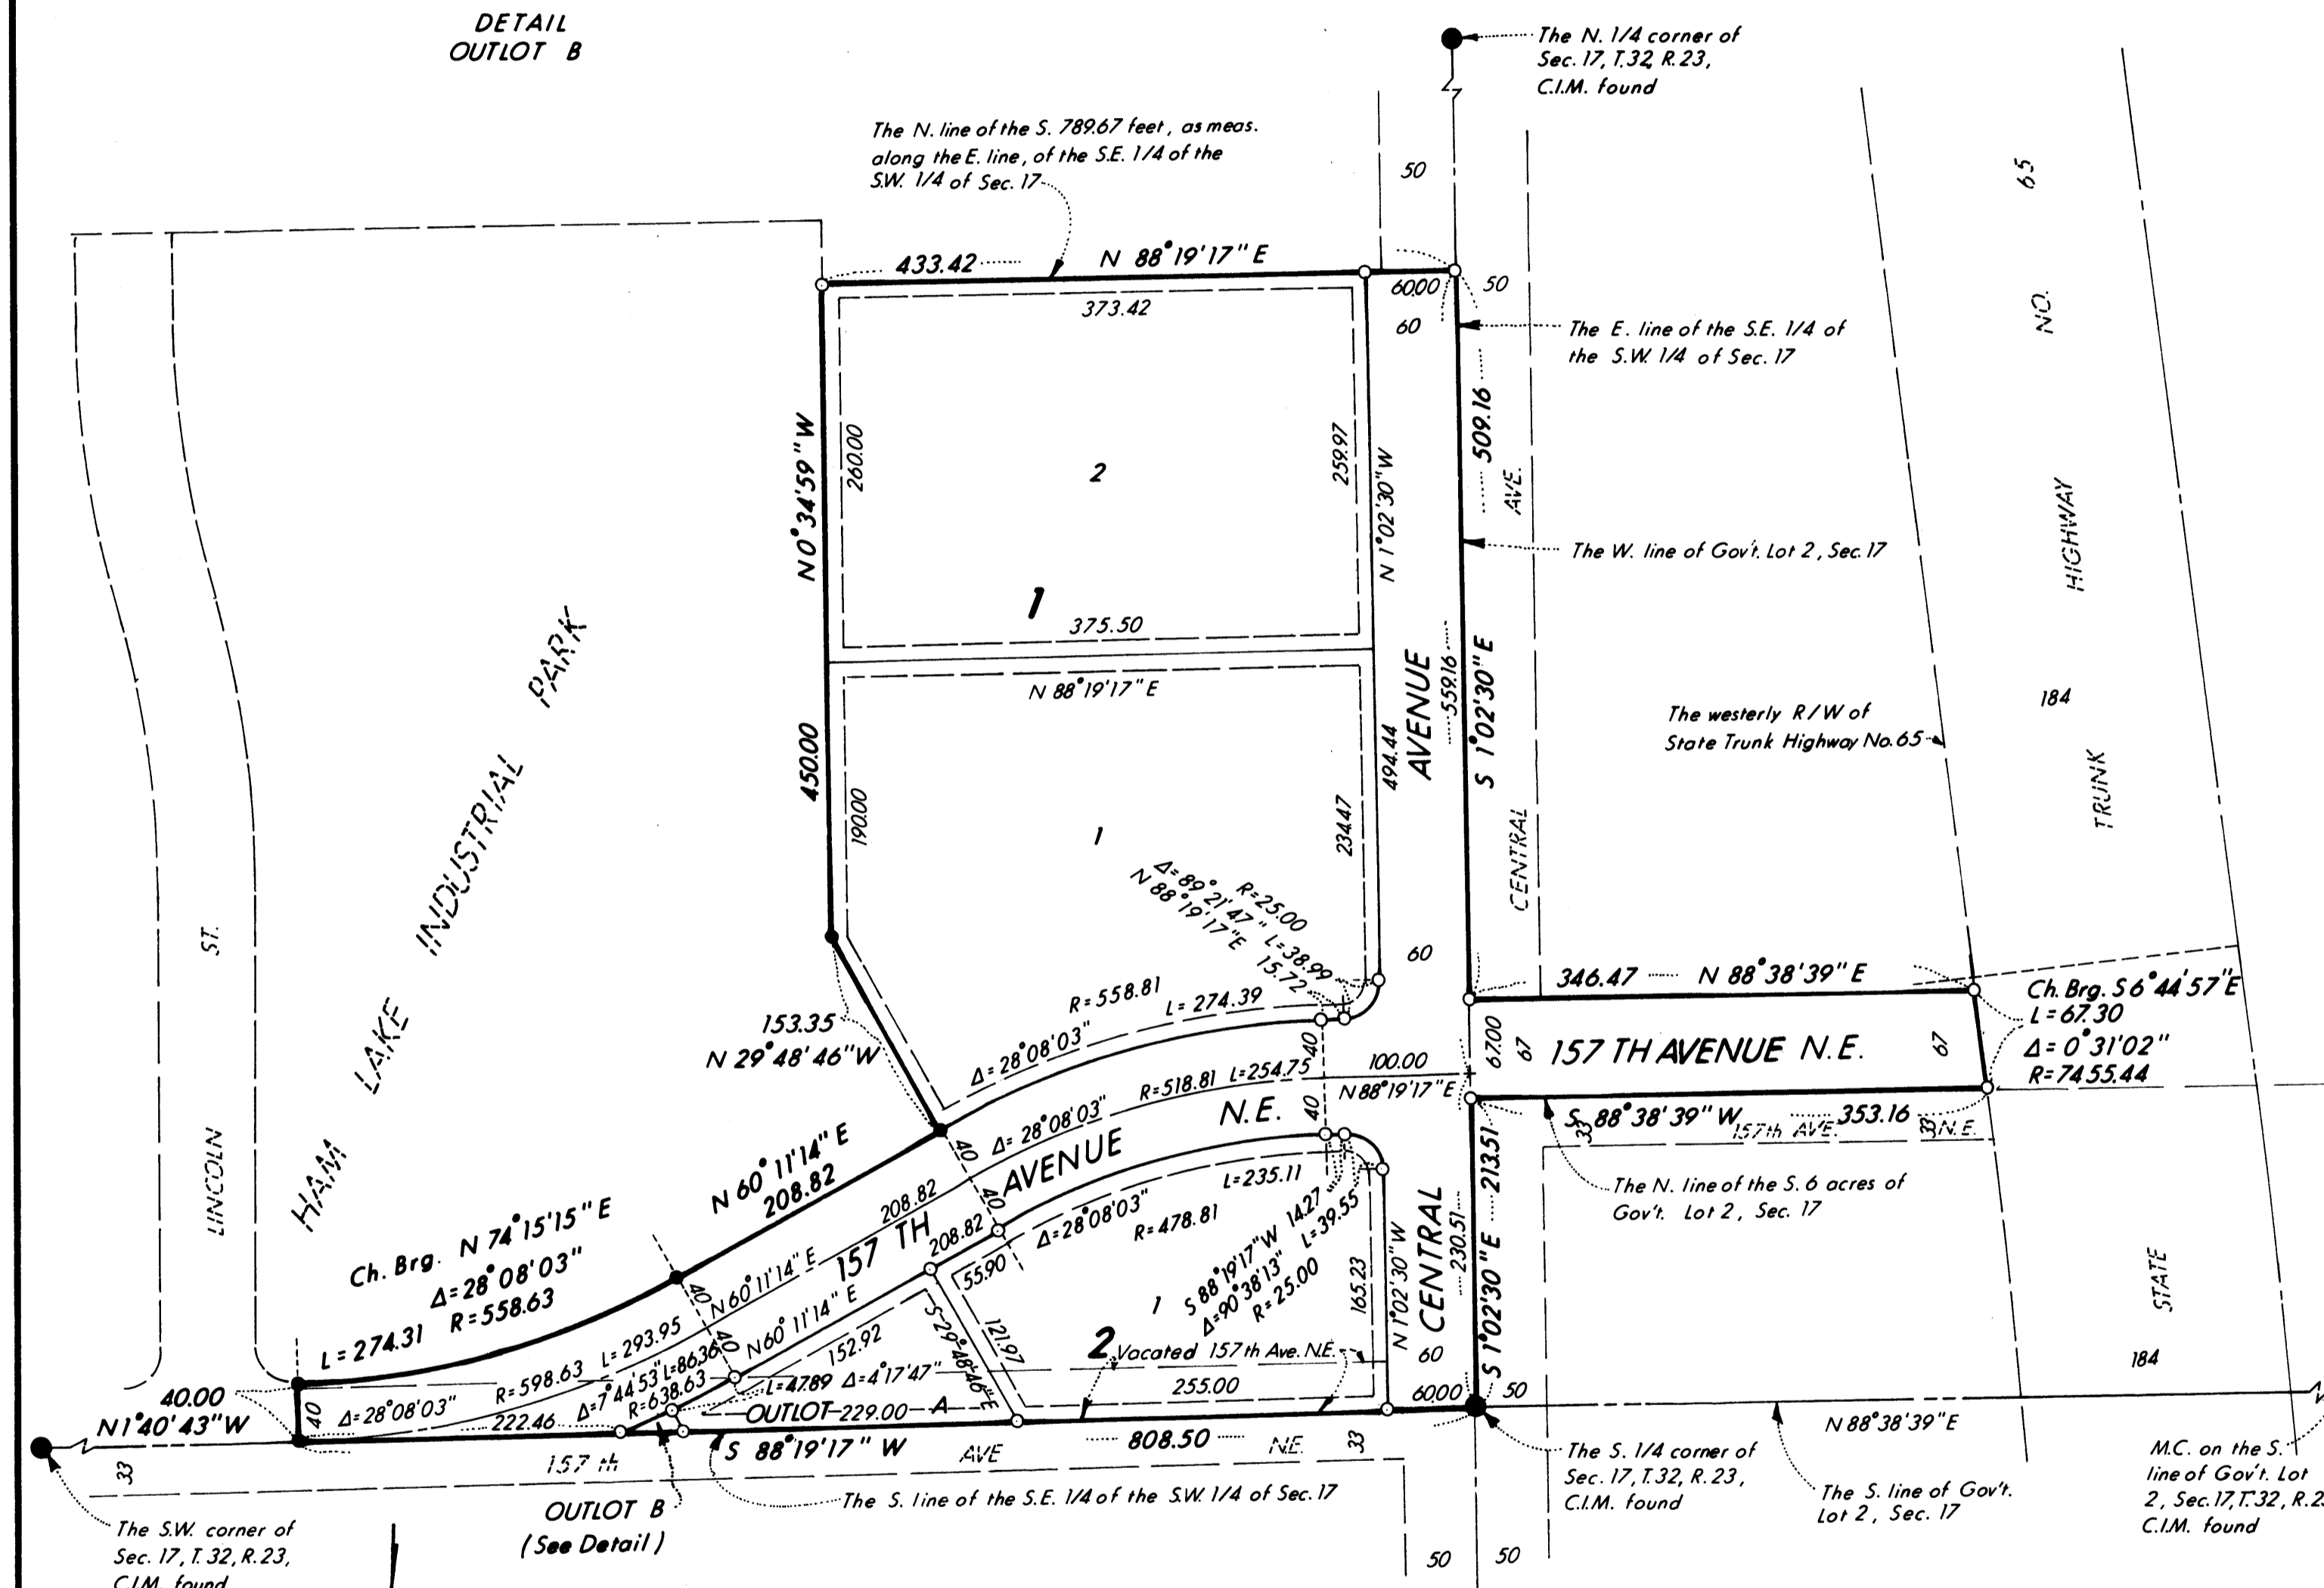 DETAIL
OUTLOT B
The N. 1/4 corner of
Sec. 17, T.32, R.23,
C.I.M. found
The N. line of the S. 789.67 feet, as meas.
along the E. line, of the S.E. 1/4 of the
S.W. 1/4 of Sec. 17
50
65
NO.
HIGHWAY
184
TRUNK
STATE
184
433.42
N 88°19'17" E
60.00
50
373.42
60
The E. line of the S.E. 1/4 of
the S.W. 1/4 of Sec. 17
N 0°34'59" W
260.00
2
259.97
N 1°02'30" W
509.16
AVE.
The W. line of Gov't. Lot 2, Sec. 17
1
375.50
N 88°19'17" E
450.00
190.00
1
234.47
494.44
AVENUE
559.16
S 1°02'30" E
CENTRAL
The westerly R/W of
State Trunk Highway No. 65
HAM LAKE INDUSTRIAL PARK
LINCOLN ST.
R=25.00
Δ=89°21'47" L=38.99
N 88°19'17" E 15.72
60
153.35
N 29°48'46" W
R=558.81
L=274.39
Δ=28°08'03"
40
346.47 N 88°38'39" E
Ch. Brg. S 6°44'57" E
L=67.30
Δ=0°31'02"
R=7455.44
67.00
67
157 TH AVENUE N.E.
67
100.00
N 88°19'17" E
R=518.81 L=254.75
Δ=28°08'03"
40
S 88°38'39" W 353.16
33
157th AVE. N.E.
33
The N. line of the S. 6 acres of
Gov't. Lot 2, Sec. 17
N 60°11'14" E
208.82
40
40
208.82
157 TH AVENUE N.E.
208.82
L=235.11
Δ=28°08'03"
R=478.81
55.90
14.27
S 88°19'17" W L=39.55
Δ=90°38'13"
R=25.00
1
165.23
N 1°02'30" W
CENTRAL
230.51
213.51
S 1°02'30" E
60
Ch. Brg. N 74°15'15" E
Δ=28°08'03"
R=558.63
L=274.31
40
40
N 60°11'14" E
N 60°11'14" E
152.92
S 29°48'46" E
121.97
2
Vacated 157th Ave. N.E.
255.00
60.00
50
R=598.63 L=293.95
Δ=28°08'03"
Δ=7°44'53" L=86.36
R=638.63
L=47.89 Δ=4°17'47"
OUTLOT 229.00 A
40.00
N 1°40'43" W
40
222.46
S 88°19'17" W 808.50
157 th AVE N.E.
33
33
N 88°38'39" E
OUTLOT B
(See Detail)
The S. line of the S.E. 1/4 of the S.W. 1/4 of Sec. 17
The S. 1/4 corner of
Sec. 17, T.32, R.23,
C.I.M. found
The S. line of Gov't.
Lot 2, Sec. 17
M.C. on the S.
line of Gov't. Lot
2, Sec. 17, T.32,
C.I.M. found
The S.W. corner of
Sec. 17, T.32, R.23,
C.I.M. found
50
50